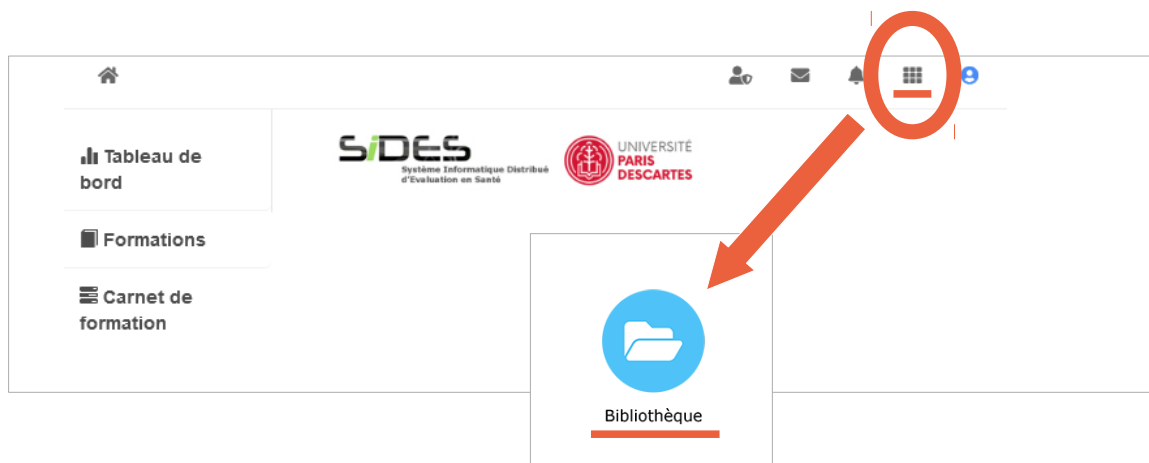 Tableau de
bord
Formations
Carnet de
formation
SiDES
Système Informatique Distribué
d'Evaluation en Santé
UNIVERSITÉ
PARIS
DESCARTES
Bibliothèque